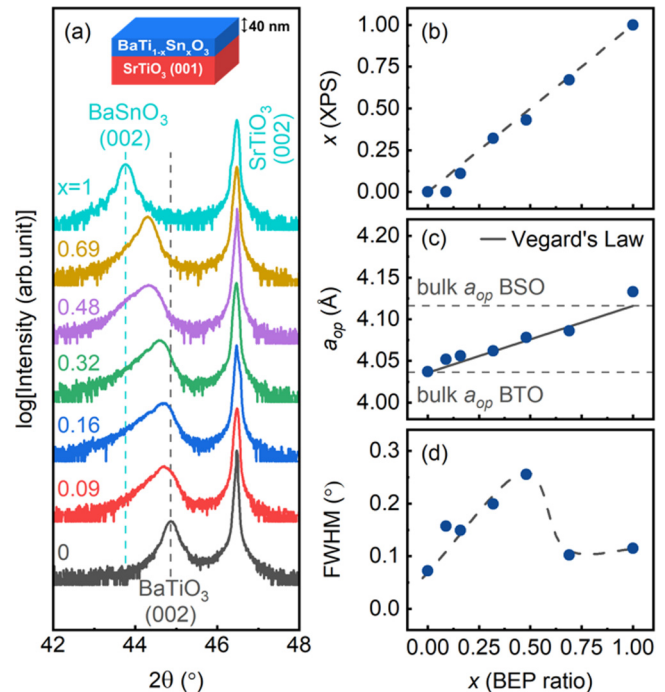 (a)
40 nm
BaTi₁₋ₓSnₓO₃
SrTiO₃ (001)
BaSnO₃
(002)
SrTiO₃
(002)
x=1
0.69
0.48
0.32
0.16
0.09
0
BaTiO₃
(002)
log[Intensity (arb.unit)]
42 44 46 48
2θ (°)
(b)
1.00
0.75
0.50
0.25
0.00
x (XPS)
(c)
Vegard's Law
4.20
4.15
4.10
4.05
4.00
bulk aₒₚ BSO
bulk aₒₚ BTO
aₒₚ (Å)
(d)
0.3
0.2
0.1
0.0
FWHM (°)
0.00 0.25 0.50 0.75 1.00
x (BEP ratio)